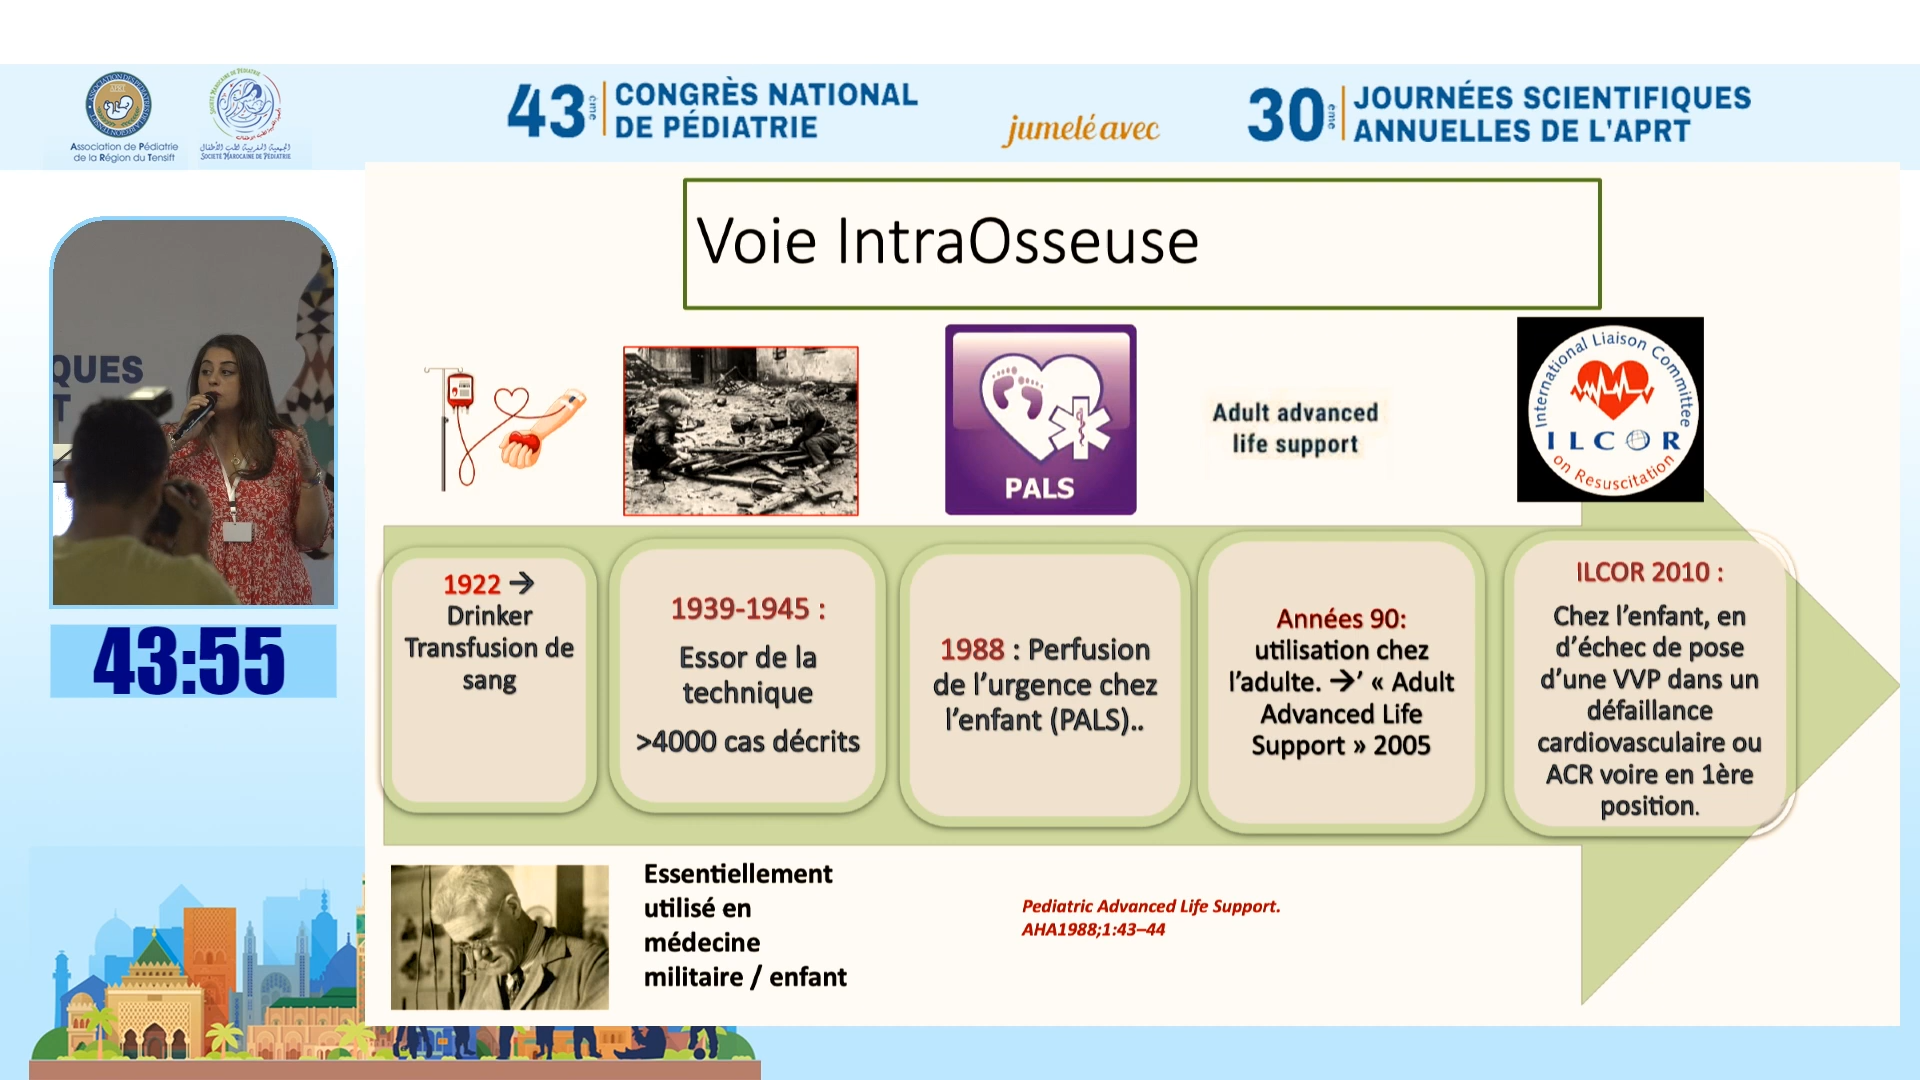 Association de Pédiatrie
de la Région du Tensift
SOCIÉTÉ MAROCAINE DE PÉDIATRIE
43ème
CONGRÈS NATIONAL
DE PÉDIATRIE
jumelé avec
30ème
JOURNÉES SCIENTIFIQUES
ANNUELLES DE L'APRT
QUES
T
43:55
Voie IntraOsseuse
PALS
Adult advanced
life support
International Liaison Committee
ILCOR
on Resuscitation
1922 →
Drinker
Transfusion de
sang
1939-1945 :
Essor de la
technique
>4000 cas décrits
1988 : Perfusion
de l’urgence chez
l’enfant (PALS)..
Années 90:
utilisation chez
l’adulte. →’ « Adult
Advanced Life
Support » 2005
ILCOR 2010 :
Chez l’enfant, en
d’échec de pose
d’une VVP dans un
défaillance
cardiovasculaire ou
ACR voire en 1ère
position.
Essentiellement
utilisé en
médecine
militaire / enfant
Pediatric Advanced Life Support.
AHA1988;1:43–44